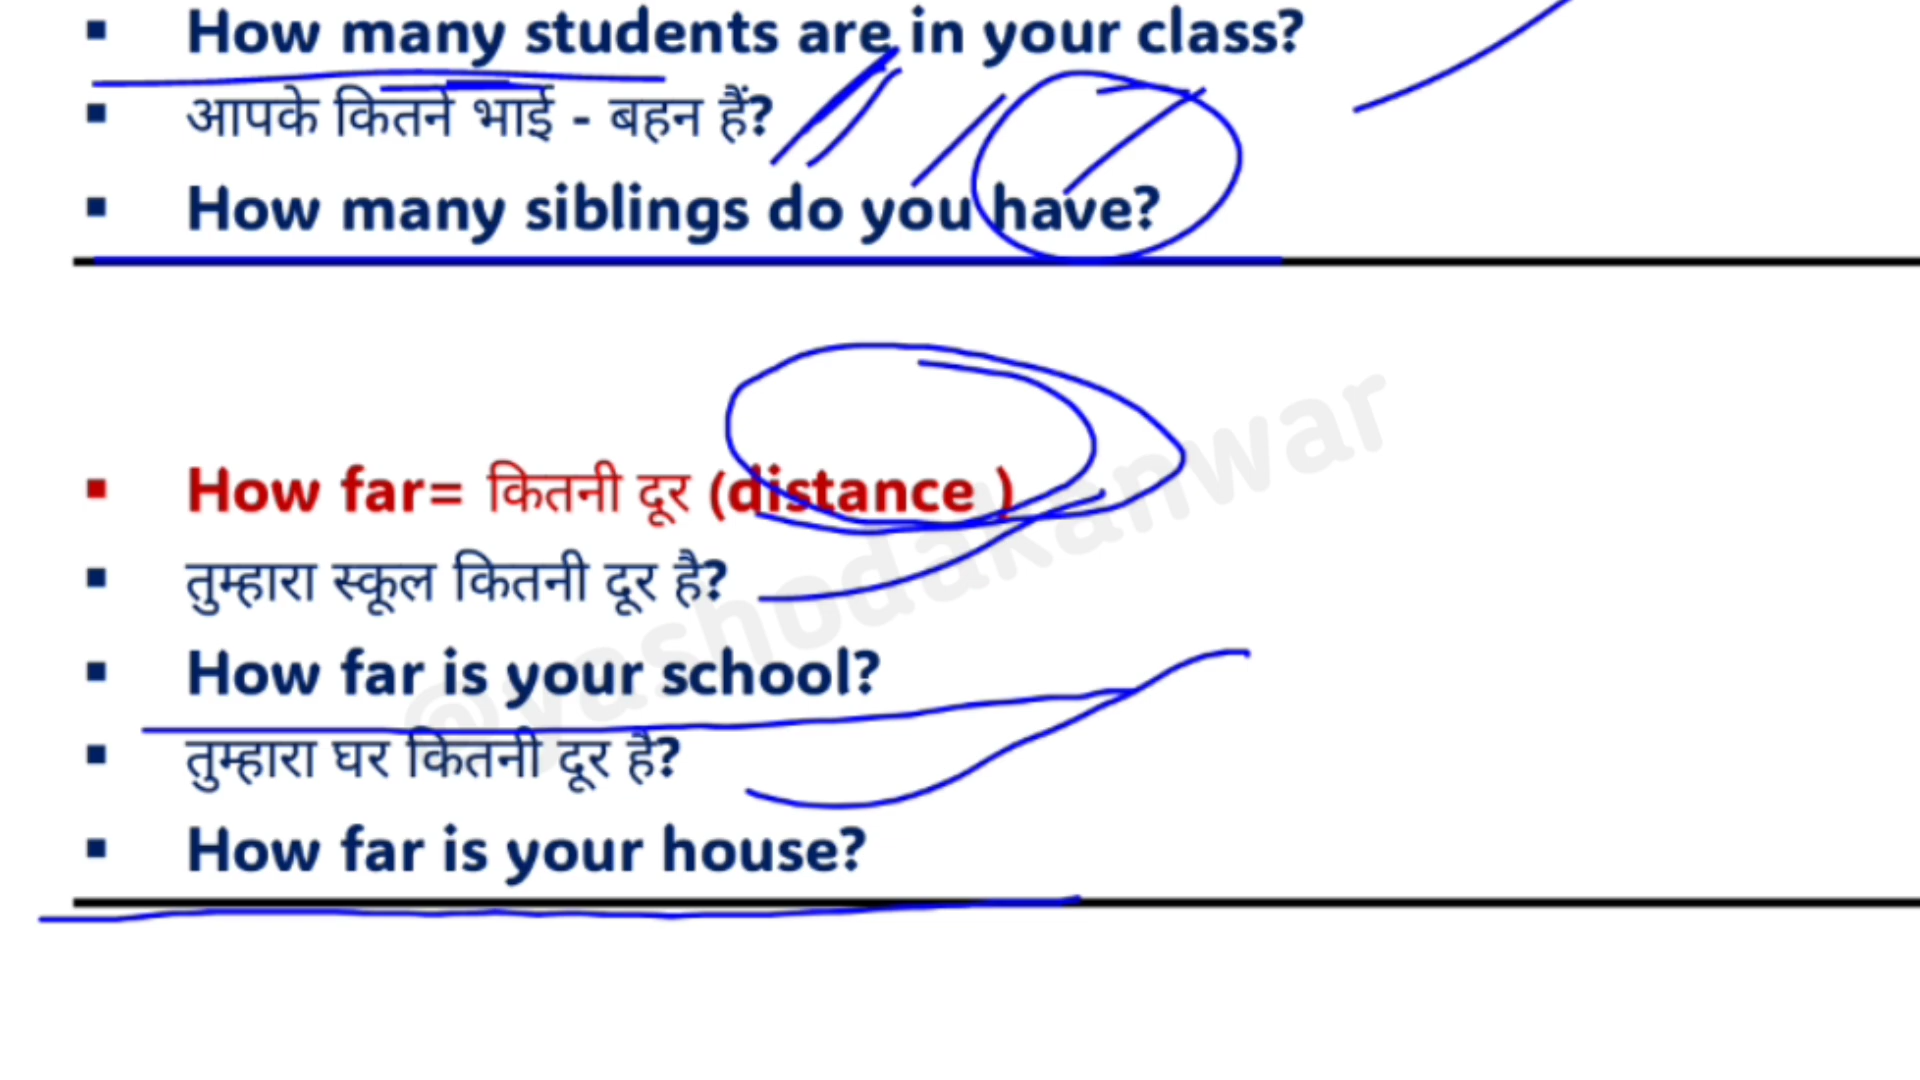 How many students are in your class?
आपके कितने भाई - बहन हैं?
How many siblings do you have?
How far= कितनी दूर (distance )
तुम्हारा स्कूल कितनी दूर है?
How far is your school?
तुम्हारा घर कितनी दूर है?
How far is your house?
@yashodakanwar